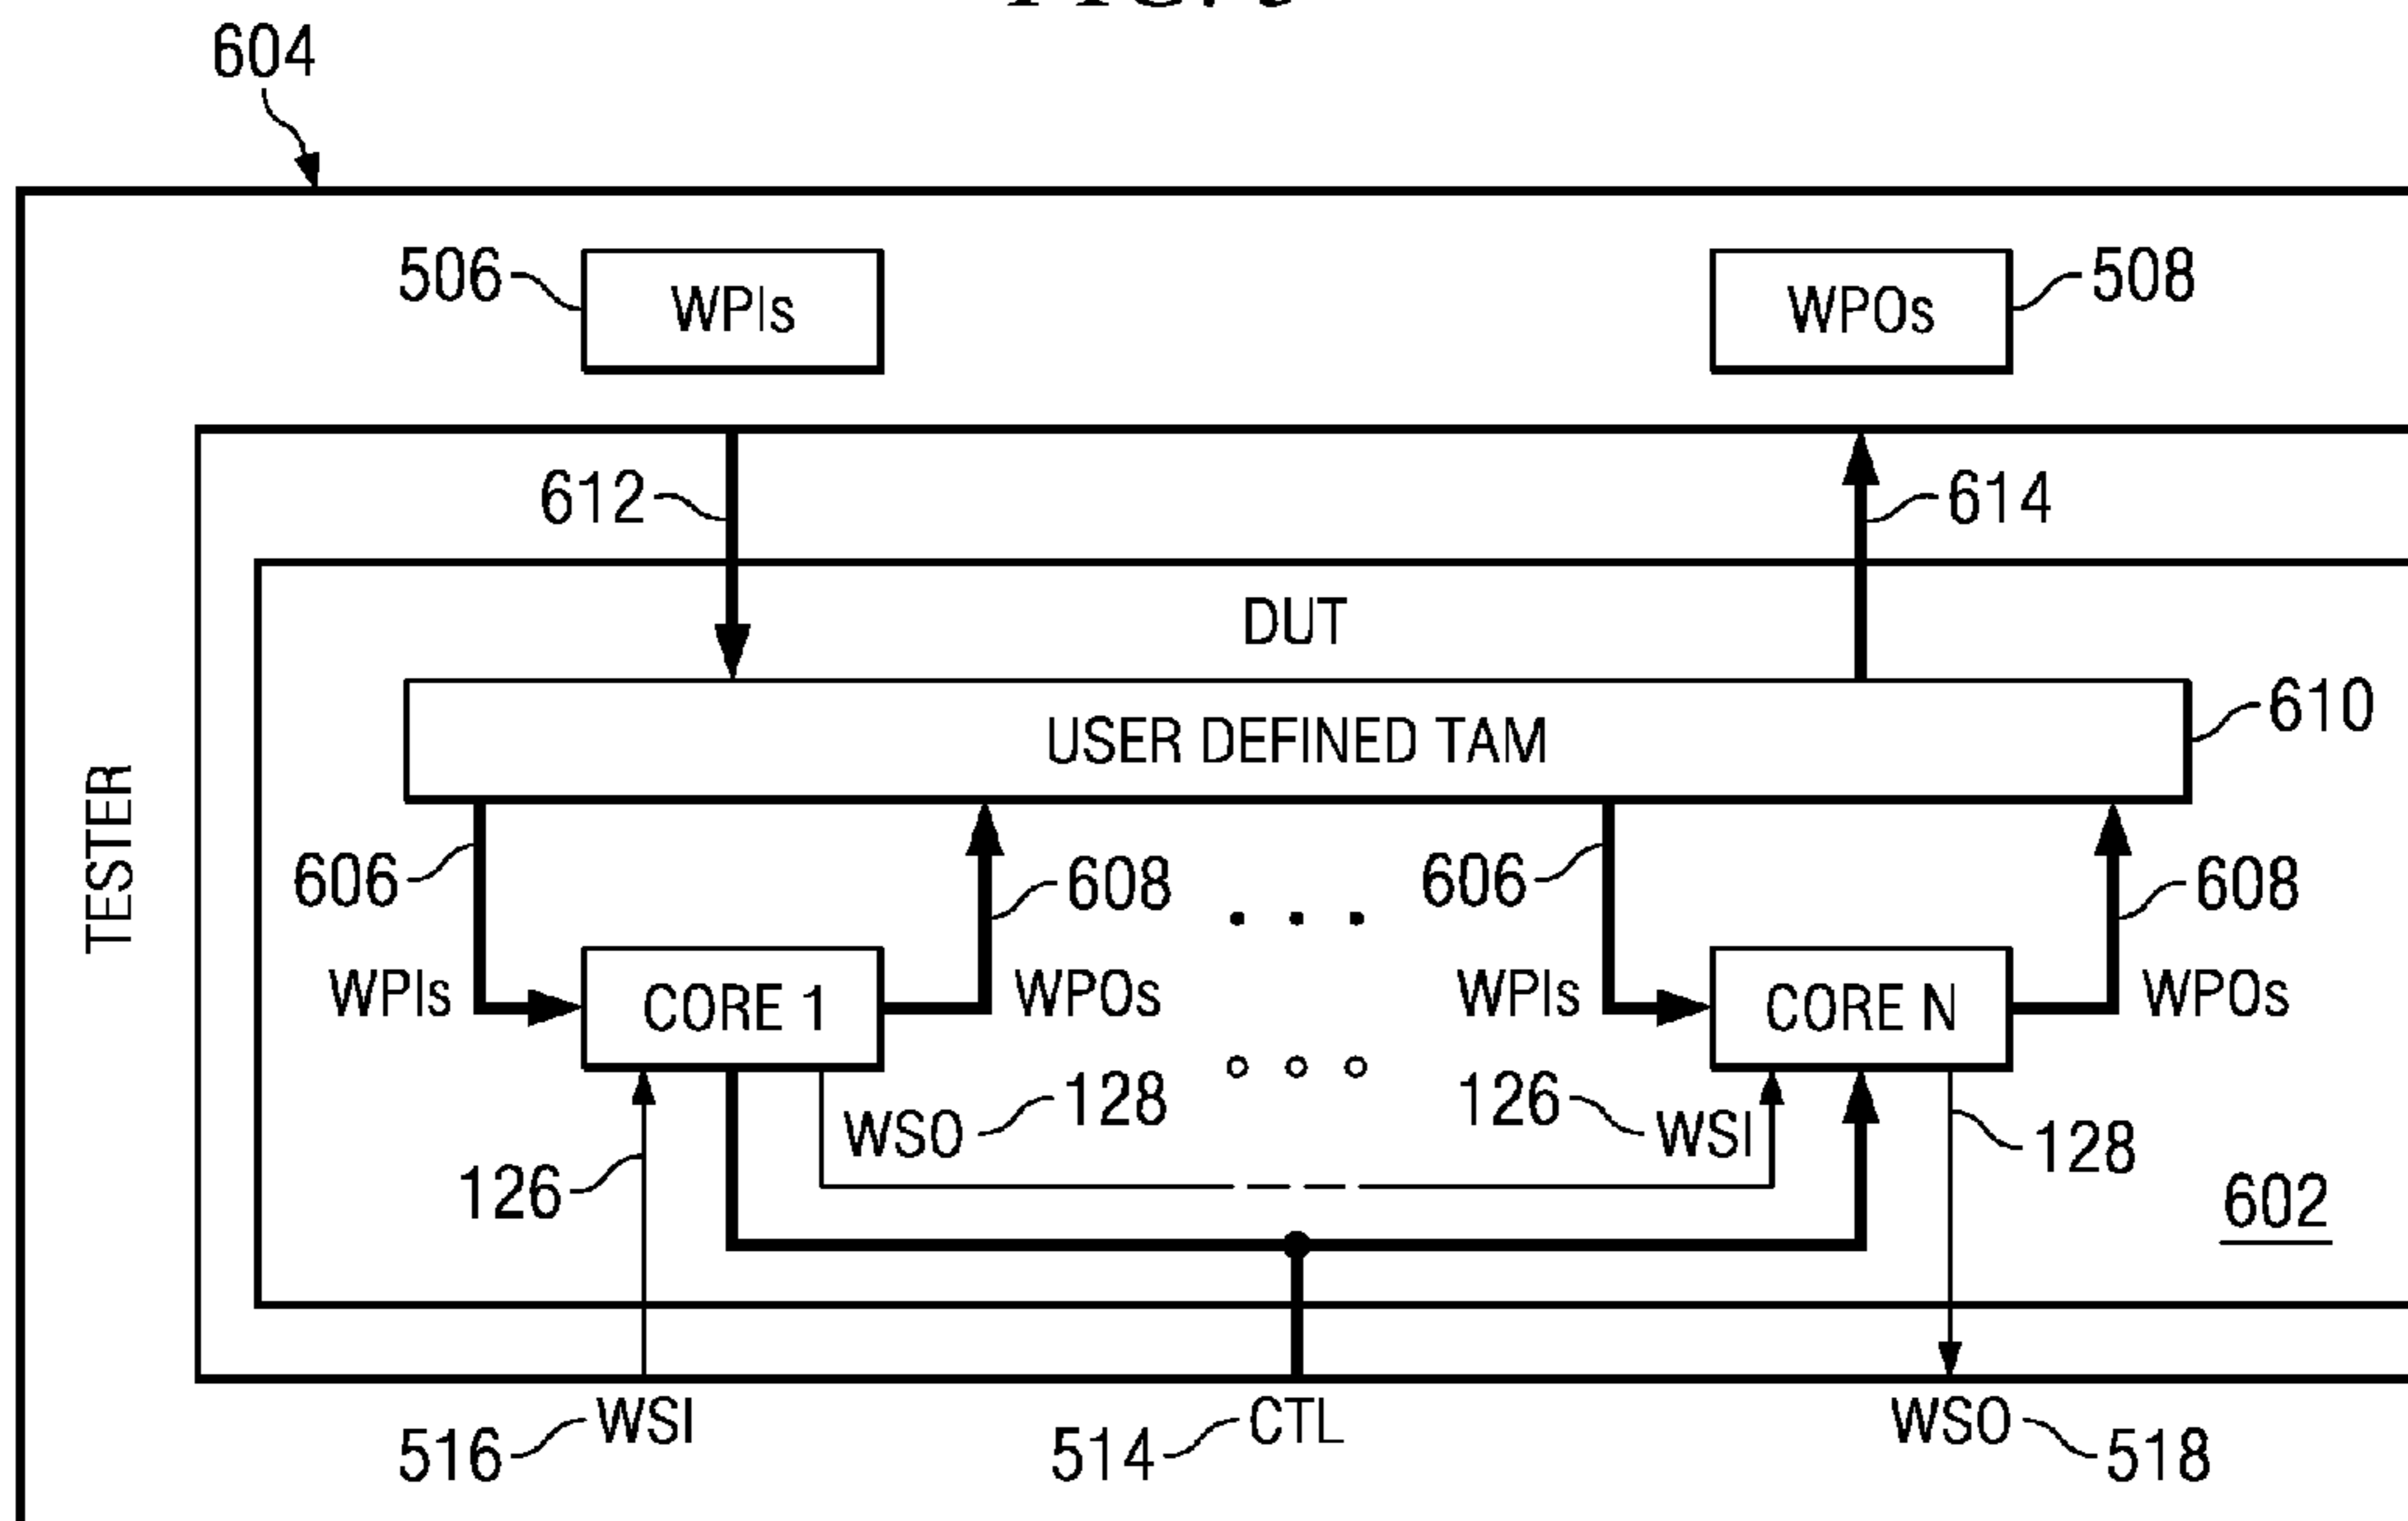 604
506 WPIs WPOs 508
612 614
DUT
USER DEFINED TAM 610
TESTER
606 608 606 608
WPIs CORE 1 WPOs WPIs CORE N WPOs
WSO 128 126 WSI 128
126
602
WSI CTL WSO
516 514 518